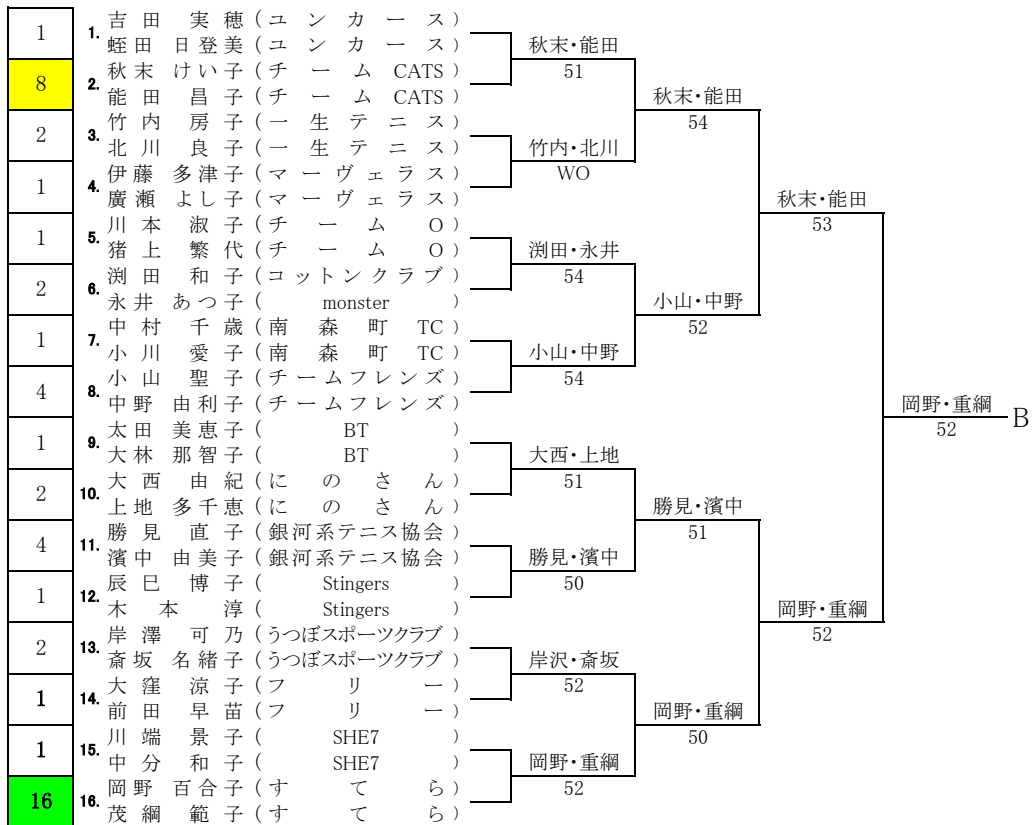 1 1. 吉田 実穂(ユンカース)
蛭田 日登美(ユンカース)
秋末・能田
51
8 2. 秋末 けい子(チーム CATS)
能田 昌子(チーム CATS)
秋末・能田
54
2 3. 竹内 房子(一生テニス)
北川 良子(一生テニス)
竹内・北川
WO
1 4. 伊藤 多津子(マーヴェラス)
廣瀬 よし子(マーヴェラス)
秋末・能田
53
1 5. 川本 淑子(チーム O)
猪上 繁代(チーム O)
渕田・永井
54
2 6. 渕田 和子(コットンクラブ)
永井 あつ子(monster)
小山・中野
52
1 7. 中村 千歳(南森町 TC)
小川 愛子(南森町 TC)
小山・中野
54
4 8. 小山 聖子(チームフレンズ)
中野 由利子(チームフレンズ)
岡野・重綱
52
B
1 9. 太田 美恵子(BT)
大林 那智子(BT)
大西・上地
51
2 10. 大西 由紀(にのさん)
上地 多千恵(にのさん)
勝見・濱中
51
4 11. 勝見 直子(銀河系テニス協会)
濱中 由美子(銀河系テニス協会)
勝見・濱中
50
1 12. 辰巳 博子(Stingers)
木本 淳(Stingers)
岡野・重綱
52
2 13. 岸澤 可乃(うつぼスポーツクラブ)
斎坂 名緒子(うつぼスポーツクラブ)
岸沢・斎坂
52
1 14. 大窪 涼子(フリー)
前田 早苗(フリー)
岡野・重綱
50
1 15. 川端 景子(SHE7)
中分 和子(SHE7)
岡野・重綱
52
16 16. 岡野 百合子(すてら)
茂綱 範子(すてら)